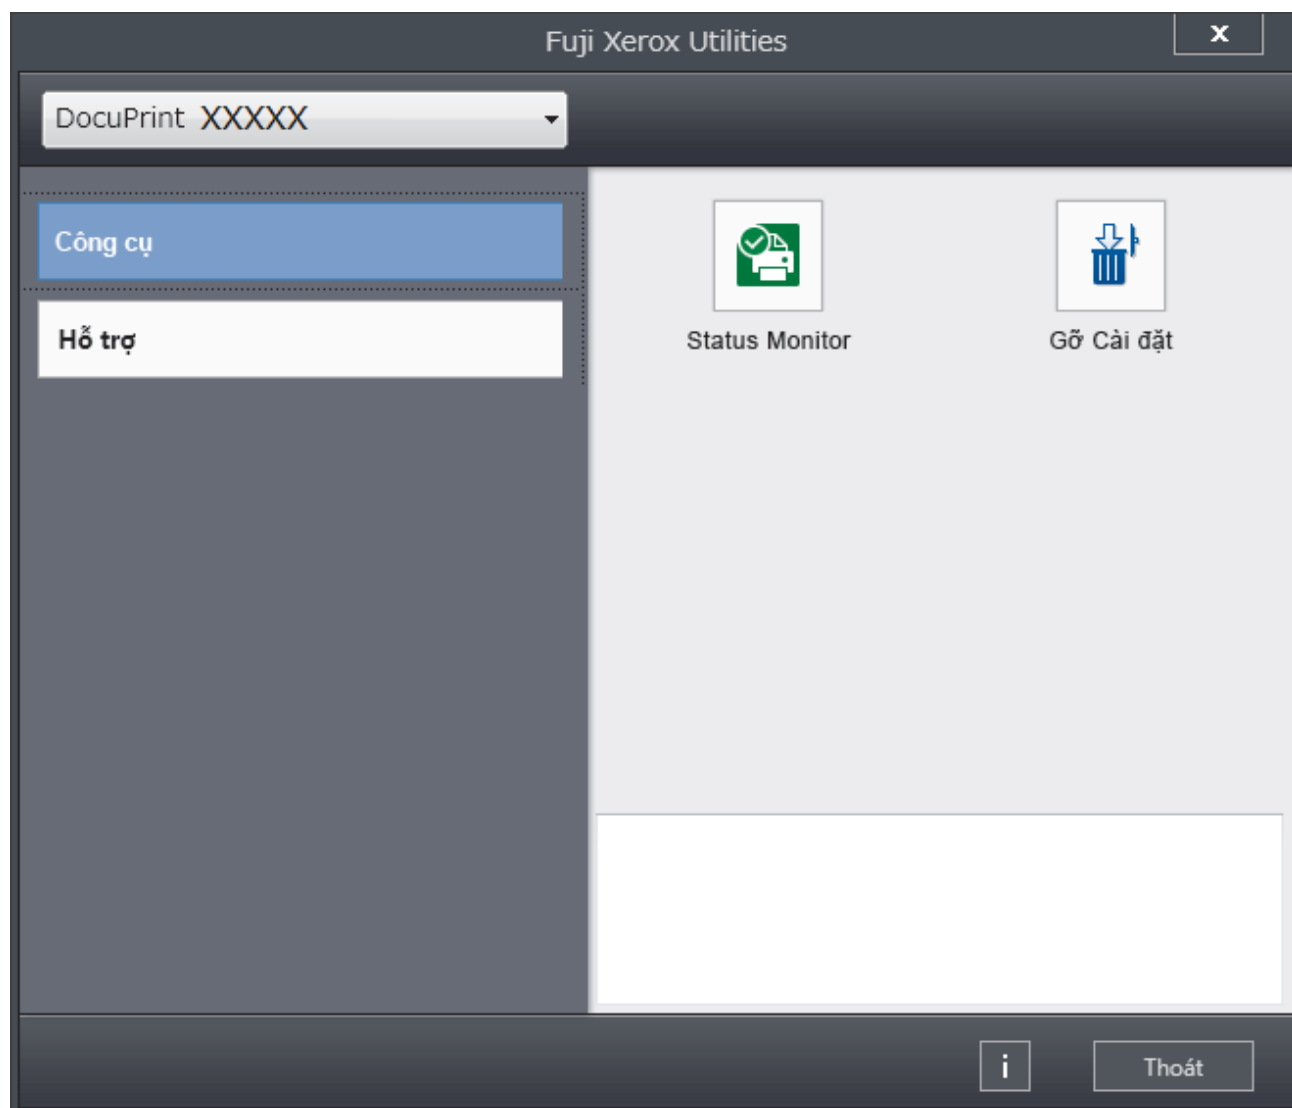 Fuji Xerox Utilities
x
DocuPrint XXXXX
Công cụ
Hỗ trợ
Status Monitor
Gỡ Cài đặt
i
Thoát